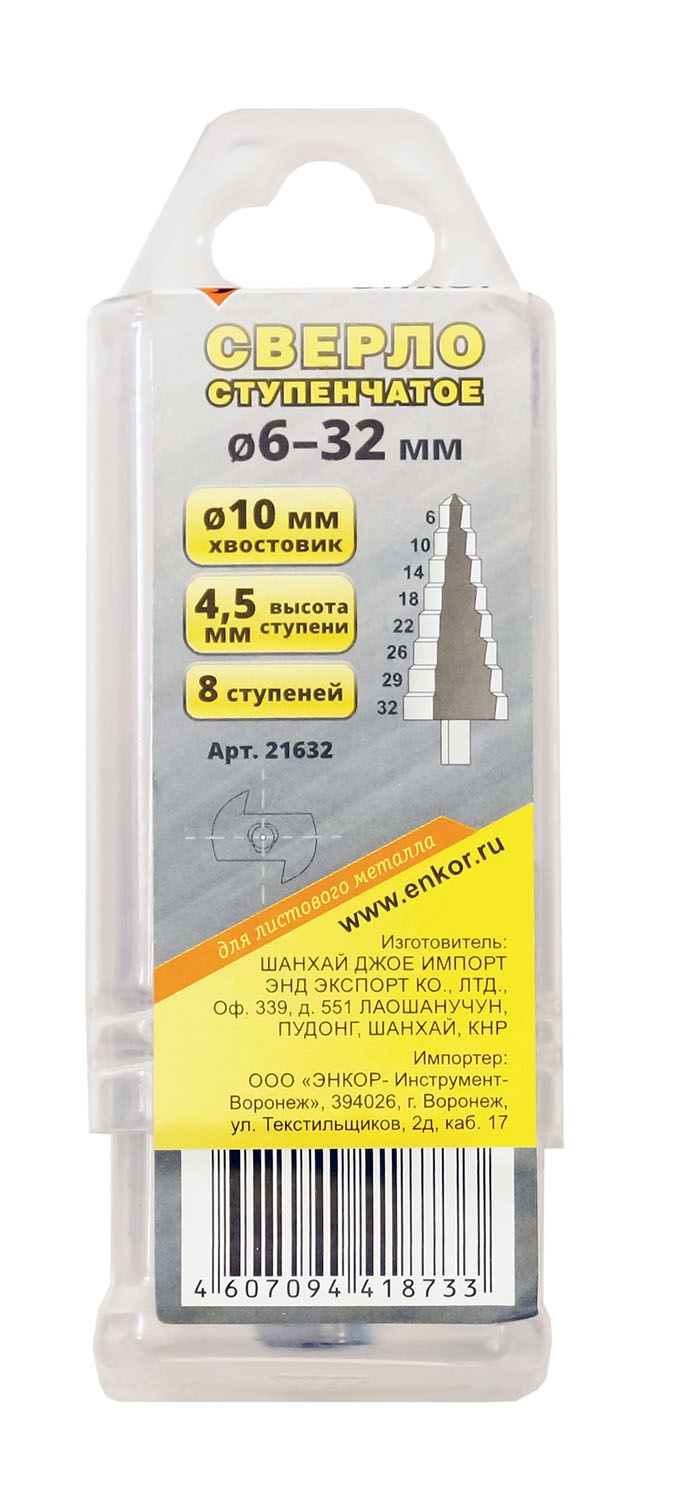 СВЕРЛО
СТУПЕНЧАТОЕ
ø6–32 мм
ø10 мм
хвостовик
4,5 мм
высота
ступени
8 ступеней
6
10
14
18
22
26
29
32
Арт. 21632
для листового металла
www.enkor.ru
Изготовитель:
ШАНХАЙ ДЖОЕ ИМПОРТ
ЭНД ЭКСПОРТ КО., ЛТД.,
Оф. 339, д. 551 ЛАОШАНУЧУН,
ПУДОНГ, ШАНХАЙ, КНР
Импортер:
ООО «ЭНКОР- Инструмент-
Воронеж», 394026, г. Воронеж,
ул. Текстильщиков, 2д, каб. 17
4 607094 418733